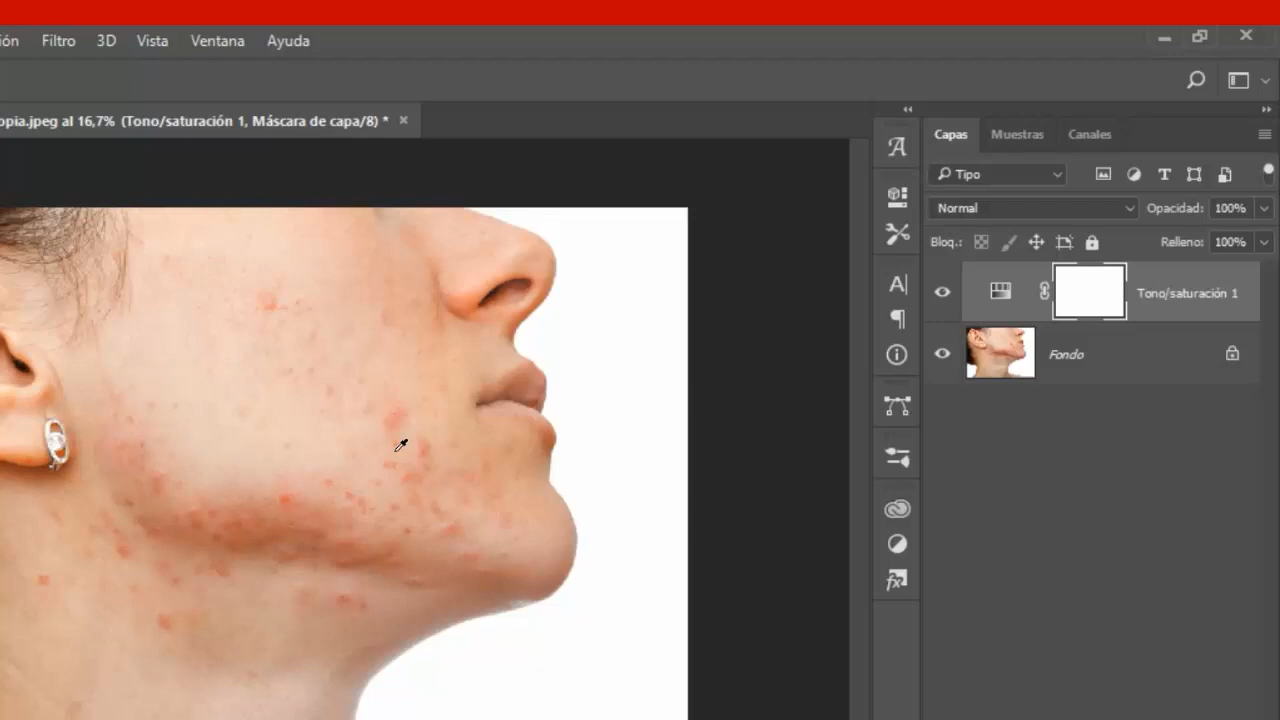 ión Filtro 3D Vista Ventana Ayuda
opia.jpeg al 16,7% (Tono/saturación 1, Máscara de capa/8) *
Capas Muestras Canales
Tipo
Normal Opacidad: 100%
Bloq.: Relleno: 100%
Tono/saturación 1
Fondo